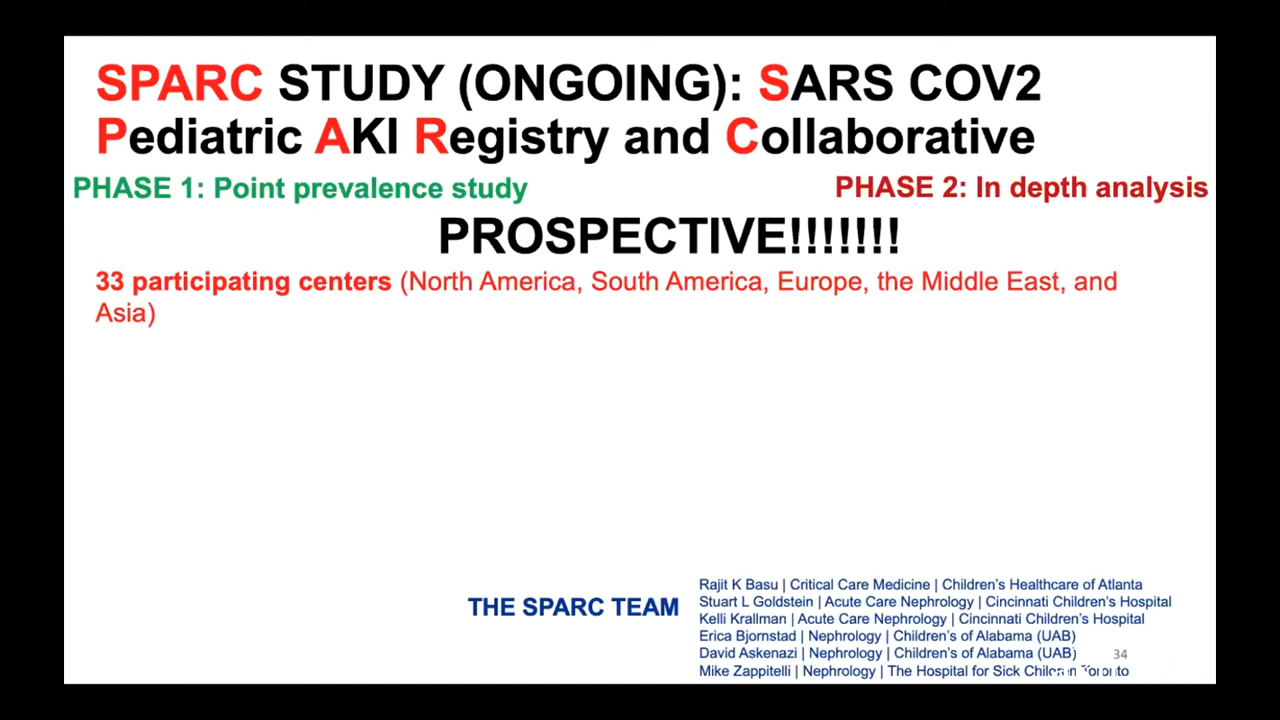 SPARC STUDY (ONGOING): SARS COV2
Pediatric AKI Registry and Collaborative
PHASE 1: Point prevalence study
PHASE 2: In depth analysis
PROSPECTIVE!!!!!!!
33 participating centers (North America, South America, Europe, the Middle East, and
Asia)
THE SPARC TEAM
Rajit K Basu | Critical Care Medicine | Children's Healthcare of Atlanta
Stuart L Goldstein | Acute Care Nephrology | Cincinnati Children's Hospital
Kelli Krallman | Acute Care Nephrology | Cincinnati Children's Hospital
Erica Bjornstad | Nephrology | Children's of Alabama (UAB)
David Askenazi | Nephrology | Children's of Alabama (UAB)
34
Mike Zappitelli | Nephrology | The Hospital for Sick Children Toronto